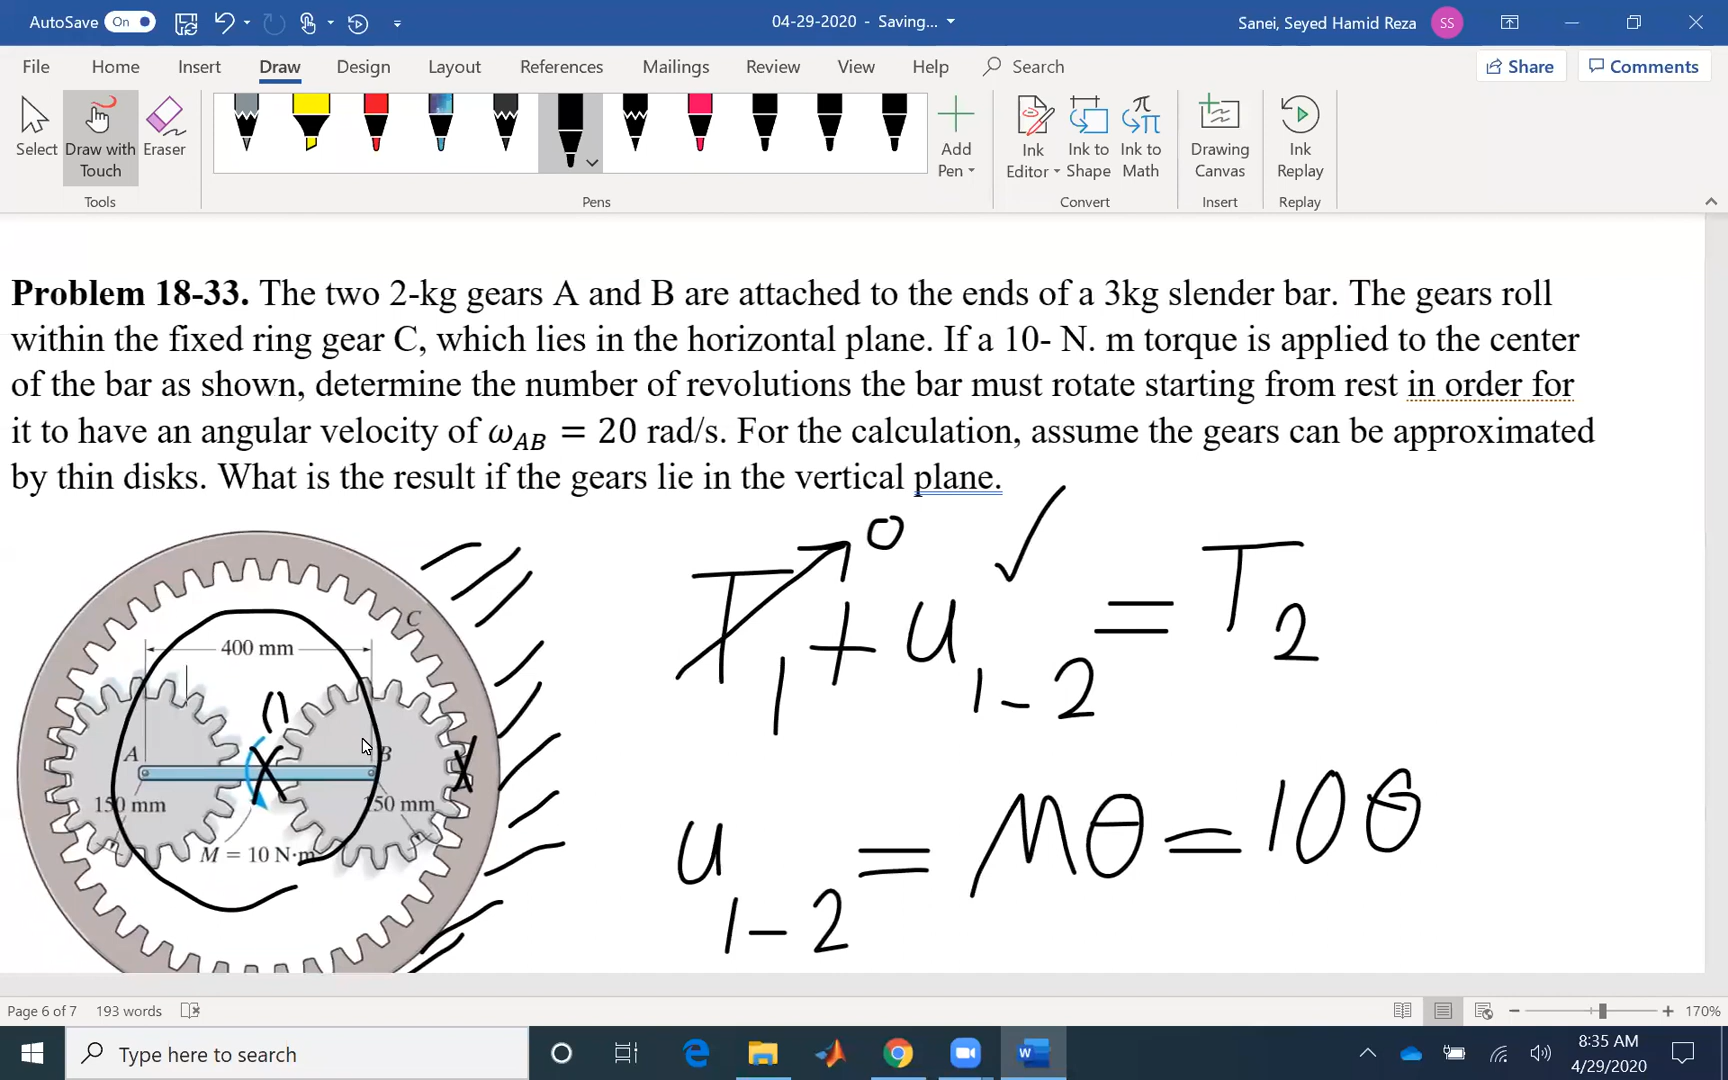 AutoSave On 04-29-2020 - Saving... Sanei, Seyed Hamid Reza SS
File Home Insert Draw Design Layout References Mailings Review View Help Search Share Comments
Select Draw with Touch Eraser Add Pen Ink Editor Ink to Shape Ink to Math Drawing Canvas Ink Replay
Tools Pens Convert Insert Replay
Problem 18-33. The two 2-kg gears A and B are attached to the ends of a 3kg slender bar. The gears roll
within the fixed ring gear C, which lies in the horizontal plane. If a 10- N. m torque is applied to the center
of the bar as shown, determine the number of revolutions the bar must rotate starting from rest in order for
it to have an angular velocity of ω_AB = 20 rad/s. For the calculation, assume the gears can be approximated
by thin disks. What is the result if the gears lie in the vertical plane.
C
400 mm
A
B
150 mm
150 mm
M = 10 N·m
0
T1 + u1-2 = T2
u1-2 = Mθ = 10θ
Page 6 of 7 193 words 170%
Type here to search
8:35 AM
4/29/2020